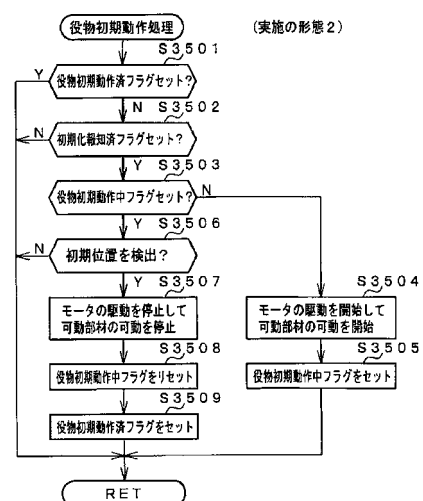 役物初期動作処理
(実施の形態2)
S3501
Y
役物初期動作済フラグセット?
N
S3502
N
初期化報知済フラグセット?
Y
S3503
役物初期動作中フラグセット?
N
Y
S3506
N
初期位置を検出?
Y
S3507
モータの駆動を停止して
可動部材の可動を停止
S3504
モータの駆動を開始して
可動部材の可動を開始
S3508
役物初期動作中フラグをリセット
S3505
役物初期動作中フラグをセット
S3509
役物初期動作済フラグをセット
RET